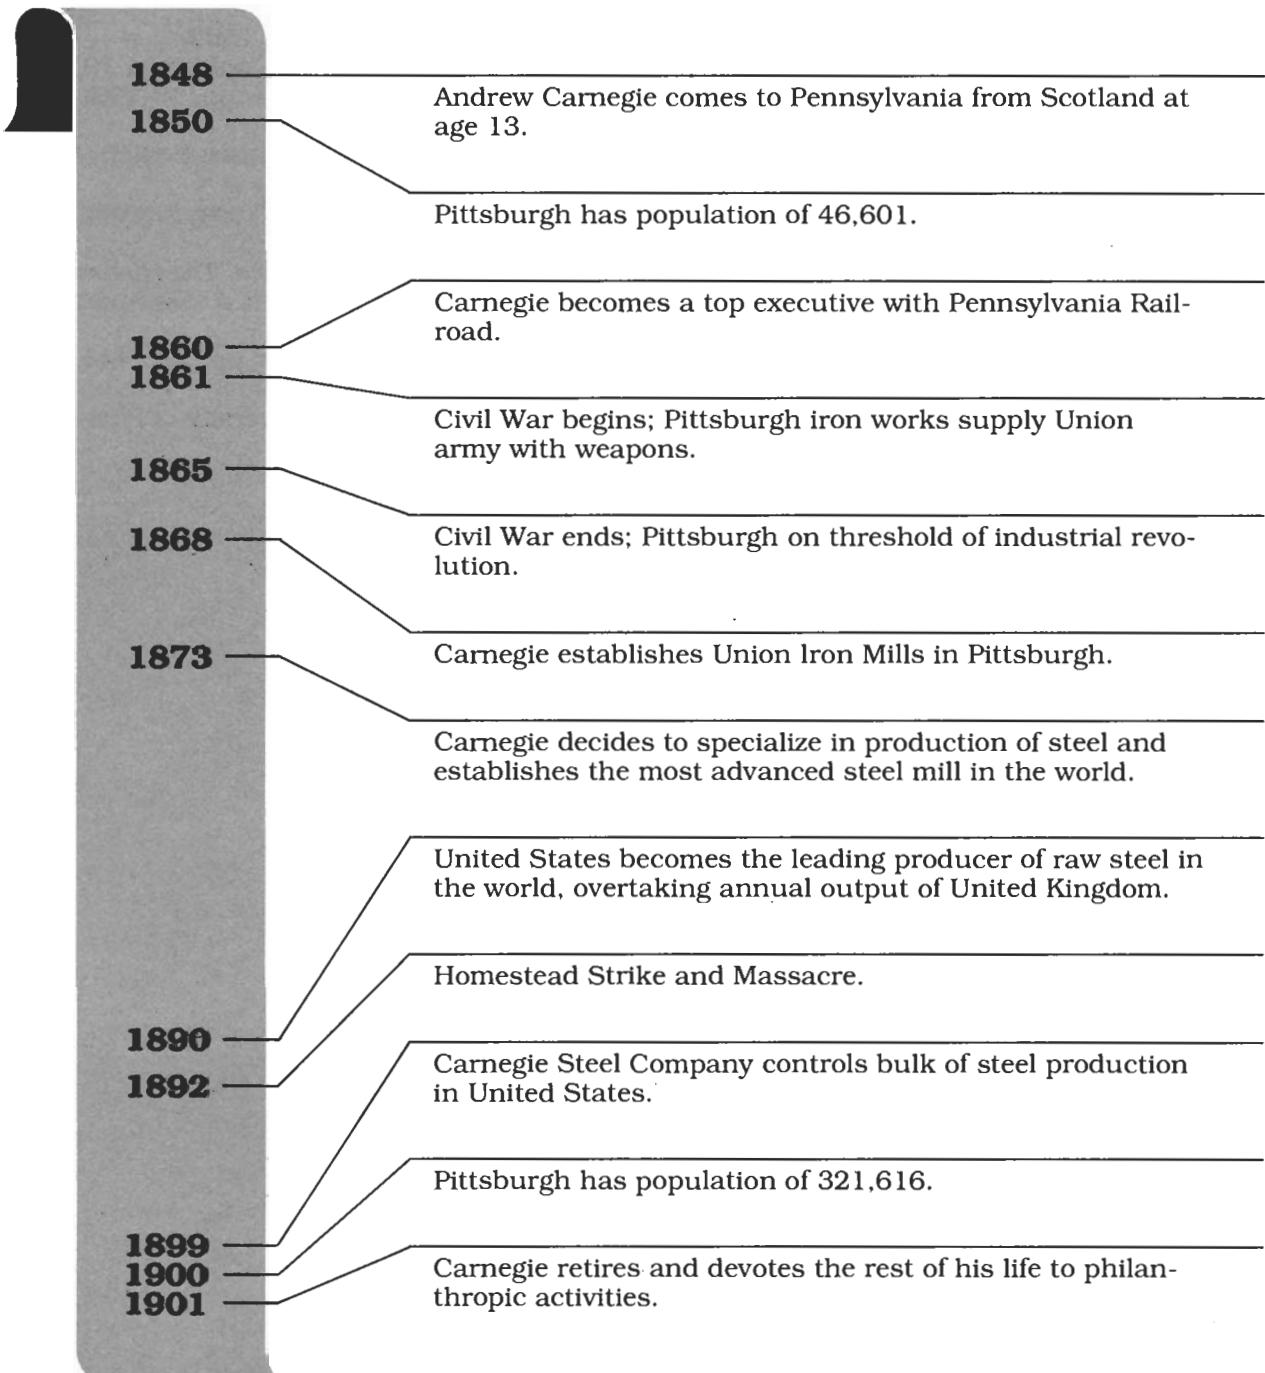 1848
Andrew Carnegie comes to Pennsylvania from Scotland at
age 13.
1850
Pittsburgh has population of 46,601.
1860
Carnegie becomes a top executive with Pennsylvania Rail-
road.
1861
Civil War begins; Pittsburgh iron works supply Union
army with weapons.
1865
Civil War ends; Pittsburgh on threshold of industrial revo-
lution.
1868
Carnegie establishes Union Iron Mills in Pittsburgh.
1873
Carnegie decides to specialize in production of steel and
establishes the most advanced steel mill in the world.
1890
United States becomes the leading producer of raw steel in
the world, overtaking annual output of United Kingdom.
1892
Homestead Strike and Massacre.
1899
Carnegie Steel Company controls bulk of steel production
in United States.
1900
Pittsburgh has population of 321,616.
1901
Carnegie retires and devotes the rest of his life to philan-
thropic activities.